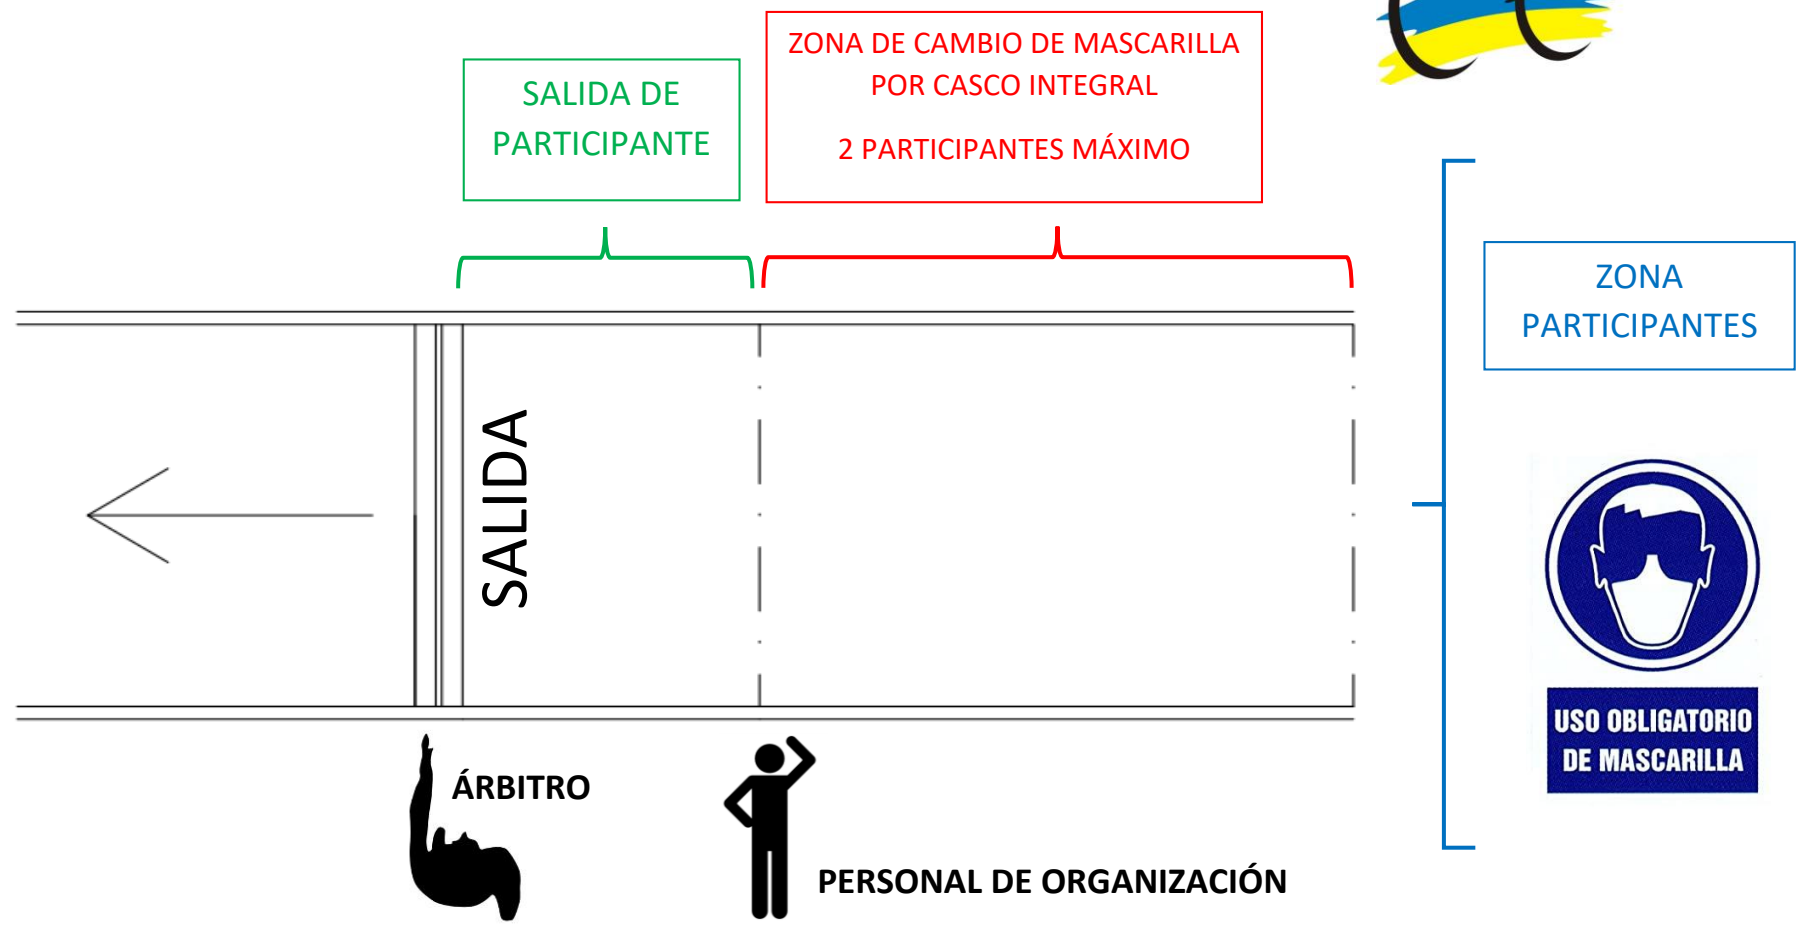 ZONA DE CAMBIO DE MASCARILLA
POR CASCO INTEGRAL
2 PARTICIPANTES MÁXIMO
SALIDA DE
PARTICIPANTE
ZONA
PARTICIPANTES
SALIDA
USO OBLIGATORIO
DE MASCARILLA
ÁRBITRO
PERSONAL DE ORGANIZACIÓN